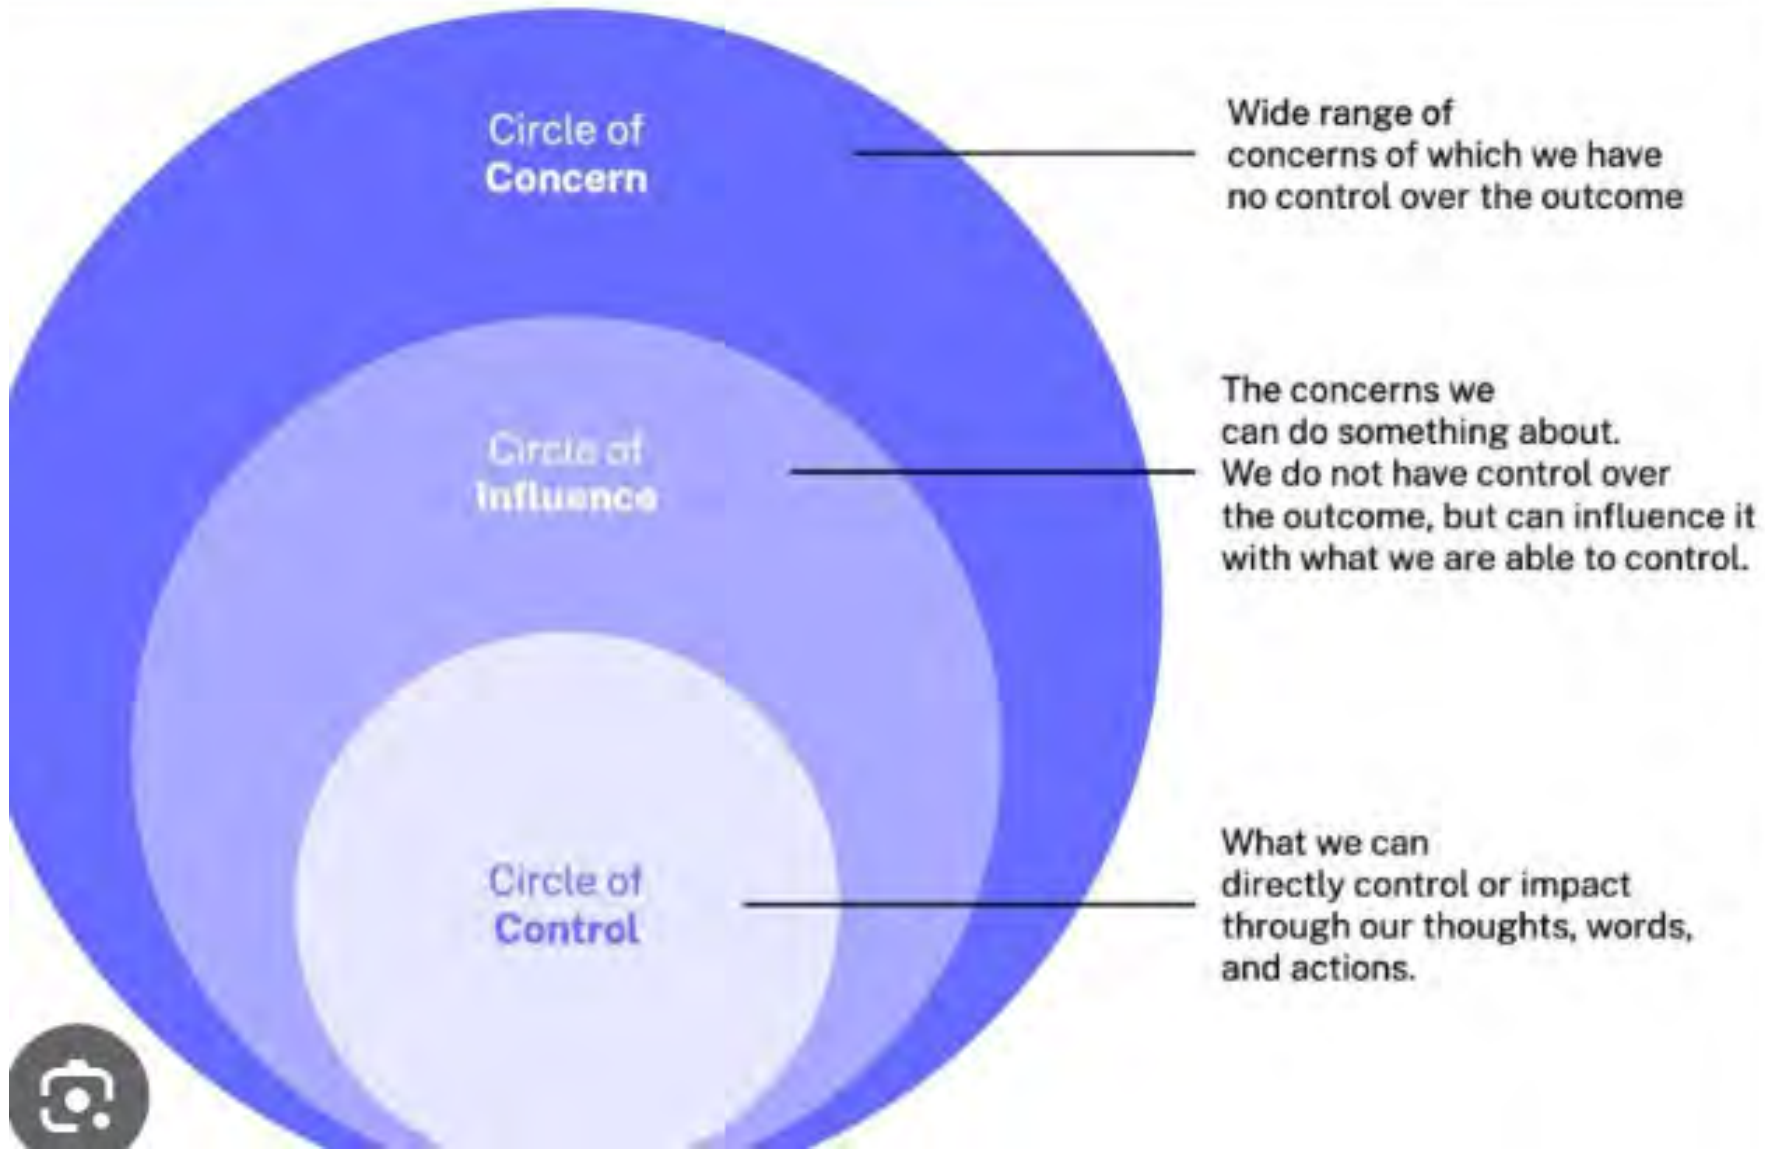 Circle of
Concern
Wide range of
concerns of which we have
no control over the outcome
Circle of
Influence
The concerns we
can do something about.
We do not have control over
the outcome, but can influence it
with what we are able to control.
Circle of
Control
What we can
directly control or impact
through our thoughts, words,
and actions.